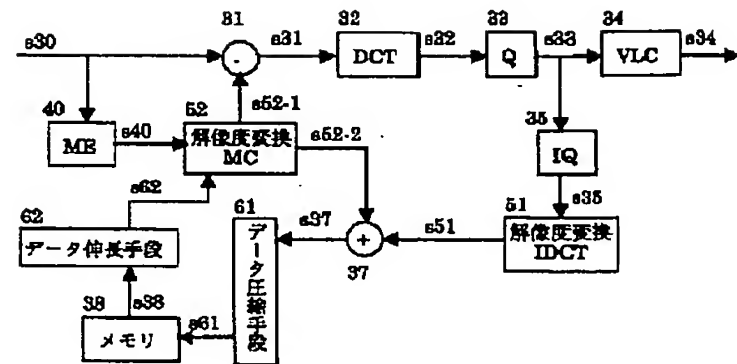 31
s30
s31
32
DCT
s32
33
Q
s33
34
VLC
s34
s52-1
40
ME
s40
52
解像度変換
MC
s52-2
35
IQ
s35
s62
62
データ伸長手段
61
データ圧縮手段
s37
+
37
s51
51
解像度変換
IDCT
38
s38
メモリ
s61